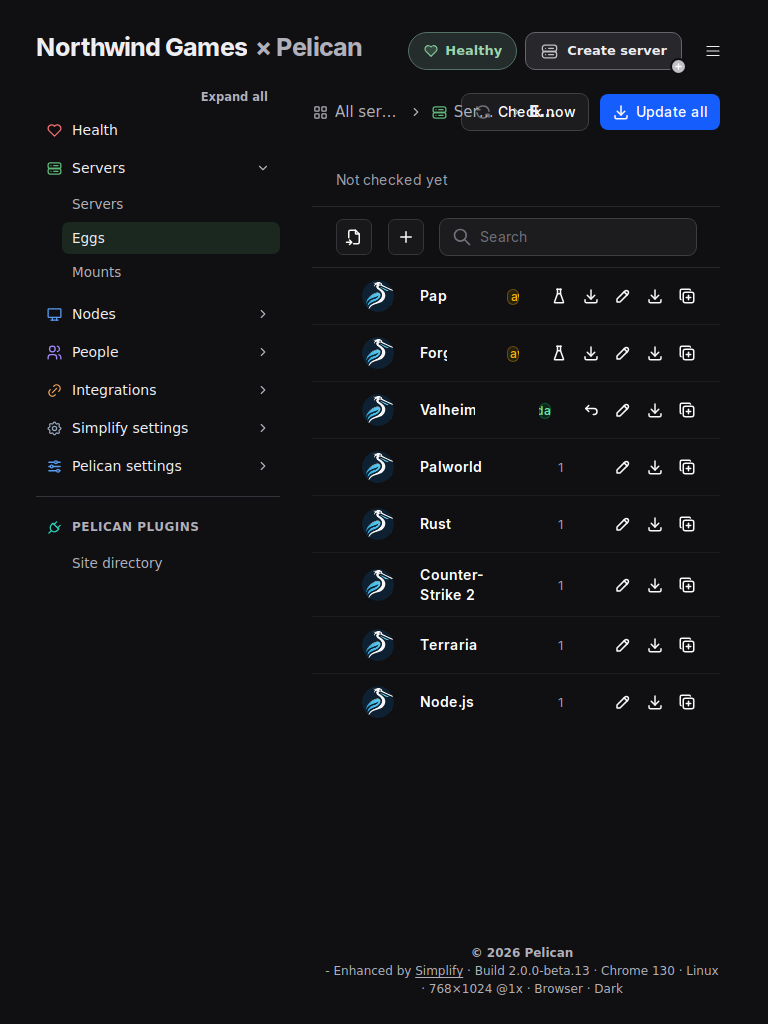 Northwind Games × Pelican
Healthy
Create server
Expand all
Health
Servers
Servers
Eggs
Mounts
Nodes
People
Integrations
Simplify settings
Pelican settings
PELICAN PLUGINS
Site directory
All ser...
Check now
Update all
Not checked yet
Search
Pap
Forg
Valheim
Palworld 1
Rust 1
Counter-
Strike 2 1
Terraria 1
Node.js 1
© 2026 Pelican
- Enhanced by Simplify · Build 2.0.0-beta.13 · Chrome 130 · Linux
· 768×1024 @1x · Browser · Dark